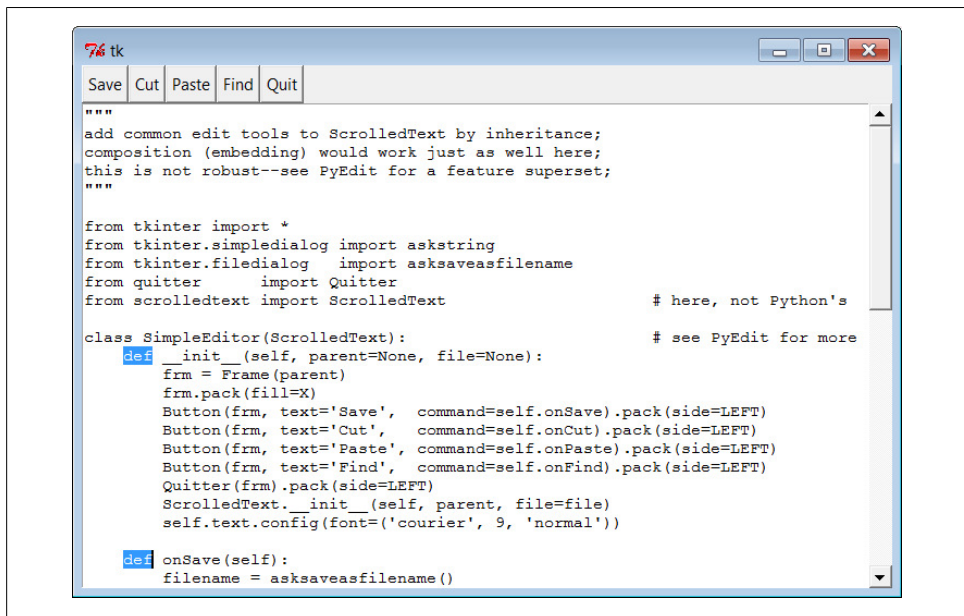 tk
Save Cut Paste Find Quit
"""
add common edit tools to ScrolledText by inheritance;
composition (embedding) would work just as well here;
this is not robust--see PyEdit for a feature superset;
"""

from tkinter import *
from tkinter.simpledialog import askstring
from tkinter.filedialog   import asksaveasfilename
from quitter      import Quitter
from scrolledtext import ScrolledText                     # here, not Python's

class SimpleEditor(ScrolledText):                         # see PyEdit for more
    def __init__(self, parent=None, file=None):
        frm = Frame(parent)
        frm.pack(fill=X)
        Button(frm, text='Save',  command=self.onSave).pack(side=LEFT)
        Button(frm, text='Cut',   command=self.onCut).pack(side=LEFT)
        Button(frm, text='Paste', command=self.onPaste).pack(side=LEFT)
        Button(frm, text='Find',  command=self.onFind).pack(side=LEFT)
        Quitter(frm).pack(side=LEFT)
        ScrolledText.__init__(self, parent, file=file)
        self.text.config(font=('courier', 9, 'normal'))

    def onSave(self):
        filename = asksaveasfilename()